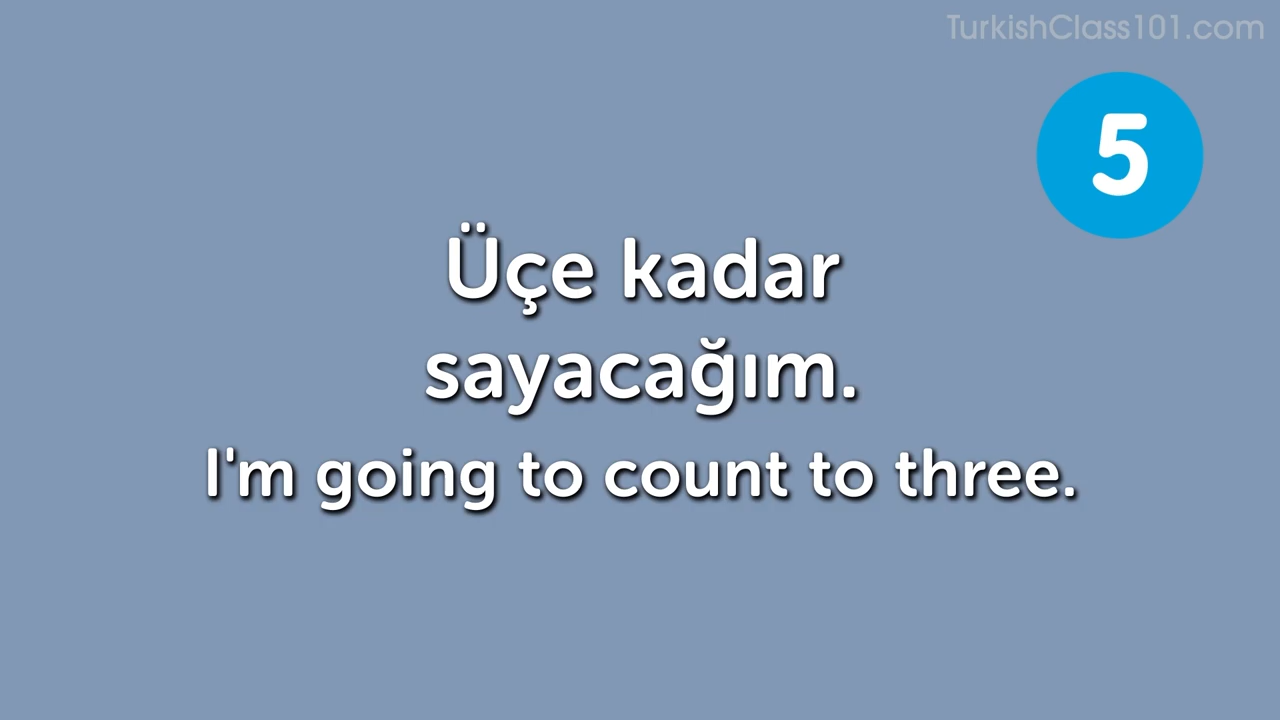 TurkishClass101.com
5
Üçe kadar
sayacağım.
I'm going to count to three.